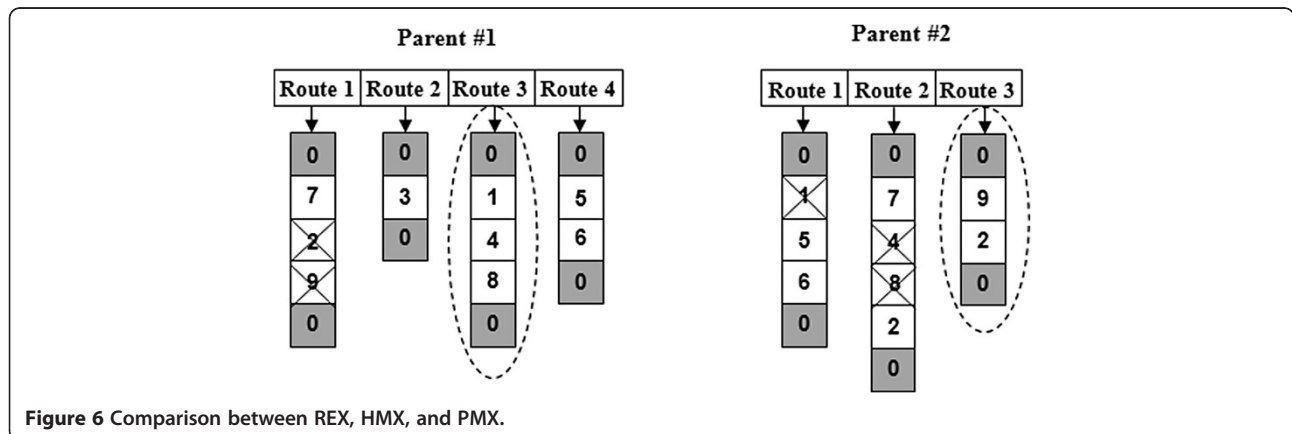 Parent #1
Parent #2
Route 1 Route 2 Route 3 Route 4
Route 1 Route 2 Route 3
0 0 0 0
0 0 0
7 3 1 5
1 7 9
2 0 4 6
5 4 2
9 8 0
6 8 0
0 0
0 2
0
Figure 6 Comparison between REX, HMX, and PMX.